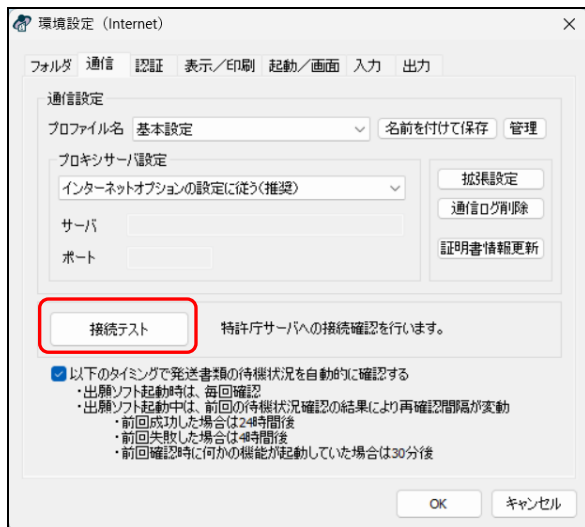 環境設定（Internet）
フォルダ 通信 認証 表示／印刷 起動／画面 入力 出力
通信設定
プロファイル名 基本設定 名前を付けて保存 管理
プロキシサーバ設定
インターネットオプションの設定に従う(推奨)
サーバ
ポート
拡張設定
通信ログ削除
証明書情報更新
接続テスト 特許庁サーバへの接続確認を行います。
以下のタイミングで発送書類の待機状況を自動的に確認する
・出願ソフト起動時は、毎回確認
・出願ソフト起動中は、前回の待機状況確認の結果により再確認間隔が変動
・前回成功した場合は24時間後
・前回失敗した場合は4時間後
・前回確認時に何かの機能が起動していた場合は30分後
OK キャンセル